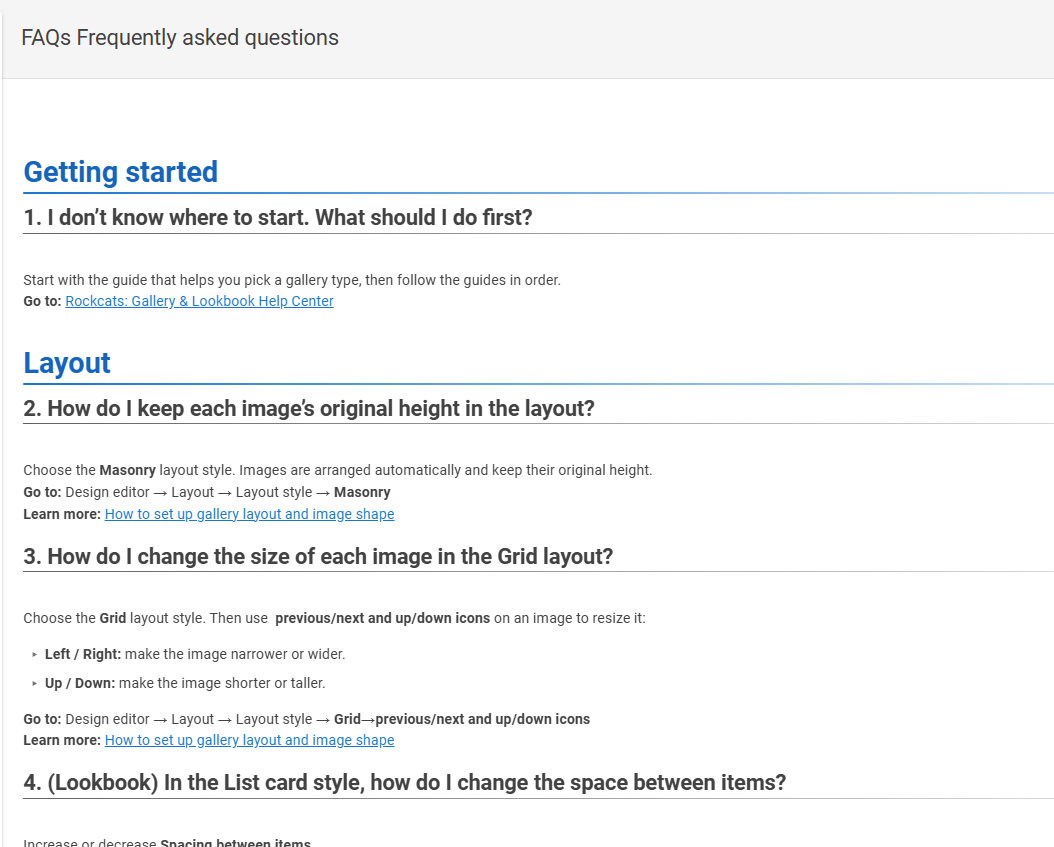 FAQs Frequently asked questions
Getting started
1. I don’t know where to start. What should I do first?
Start with the guide that helps you pick a gallery type, then follow the guides in order.
Go to: Rockcats: Gallery & Lookbook Help Center
Layout
2. How do I keep each image’s original height in the layout?
Choose the Masonry layout style. Images are arranged automatically and keep their original height.
Go to: Design editor → Layout → Layout style → Masonry
Learn more: How to set up gallery layout and image shape
3. How do I change the size of each image in the Grid layout?
Choose the Grid layout style. Then use previous/next and up/down icons on an image to resize it:
‣ Left / Right: make the image narrower or wider.
‣ Up / Down: make the image shorter or taller.
Go to: Design editor → Layout → Layout style → Grid→previous/next and up/down icons
Learn more: How to set up gallery layout and image shape
4. (Lookbook) In the List card style, how do I change the space between items?
Increase or decrease Spacing between items